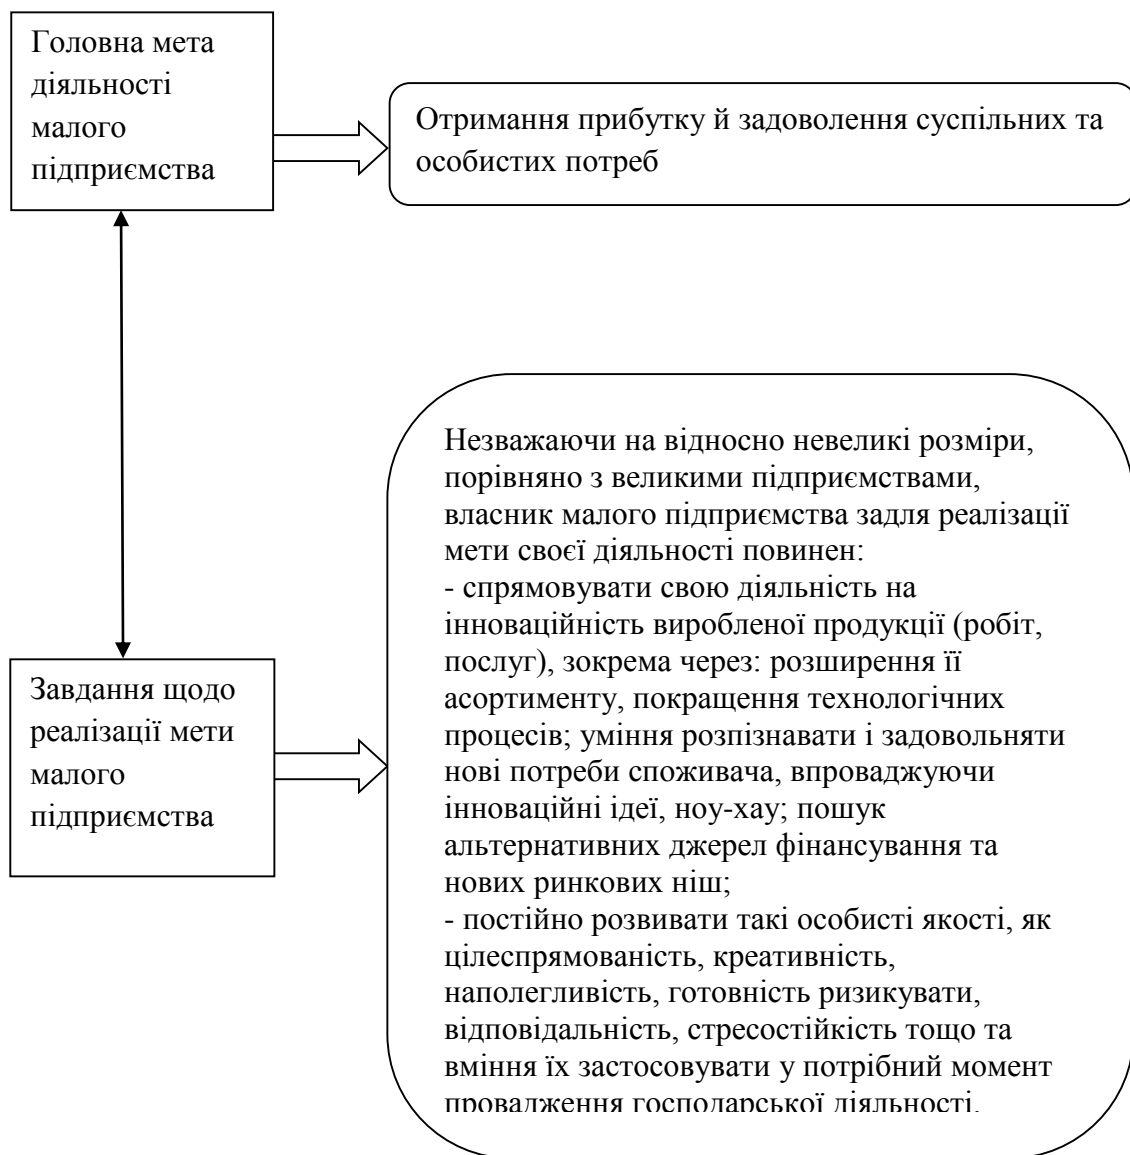 Головна мета
діяльності
малого
підприємства
Отримання прибутку й задоволення суспільних та
особистих потреб
Незважаючи на відносно невеликі розміри,
порівняно з великими підприємствами,
власник малого підприємства задля реалізації
мети своєї діяльності повинен:
- спрямовувати свою діяльність на
інноваційність виробленої продукції (робіт,
послуг), зокрема через: розширення її
асортименту, покращення технологічних
процесів; уміння розпізнавати і задовольняти
нові потреби споживача, впроваджуючи
інноваційні ідеї, ноу-хау; пошук
альтернативних джерел фінансування та
нових ринкових ніш;
- постійно розвивати такі особисті якості, як
цілеспрямованість, креативність,
наполегливість, готовність ризикувати,
відповідальність, стресостійкість тощо та
вміння їх застосовувати у потрібний момент
провадження господарської діяльності.
Завдання щодо
реалізації мети
малого
підприємства